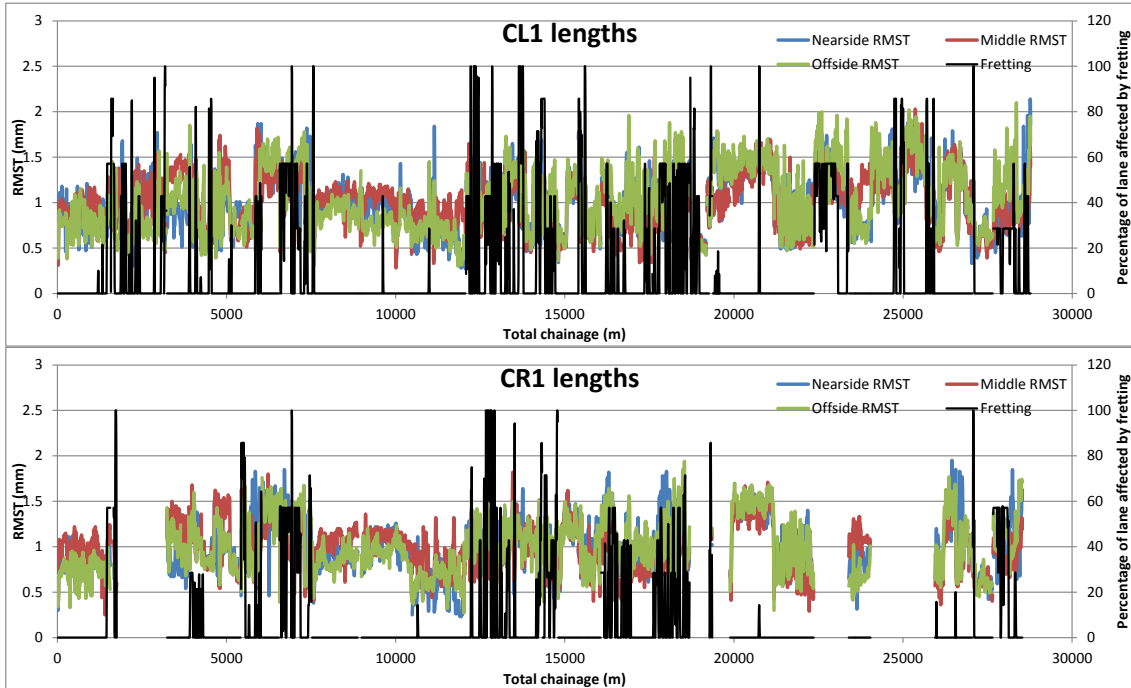 CL1 lengths
Nearside RMST
Middle RMST
Offside RMST
Fretting
3
2.5
2
1.5
1
0.5
0
RMST (mm)
120
100
80
60
40
20
0
Percentage of lane affected by fretting
0
5000
10000
15000
20000
25000
30000
Total chainage (m)
CR1 lengths
Nearside RMST
Middle RMST
Offside RMST
Fretting
3
2.5
2
1.5
1
0.5
0
RMST (mm)
120
100
80
60
40
20
0
Percentage of lane affected by fretting
0
5000
10000
15000
20000
25000
30000
Total chainage (m)